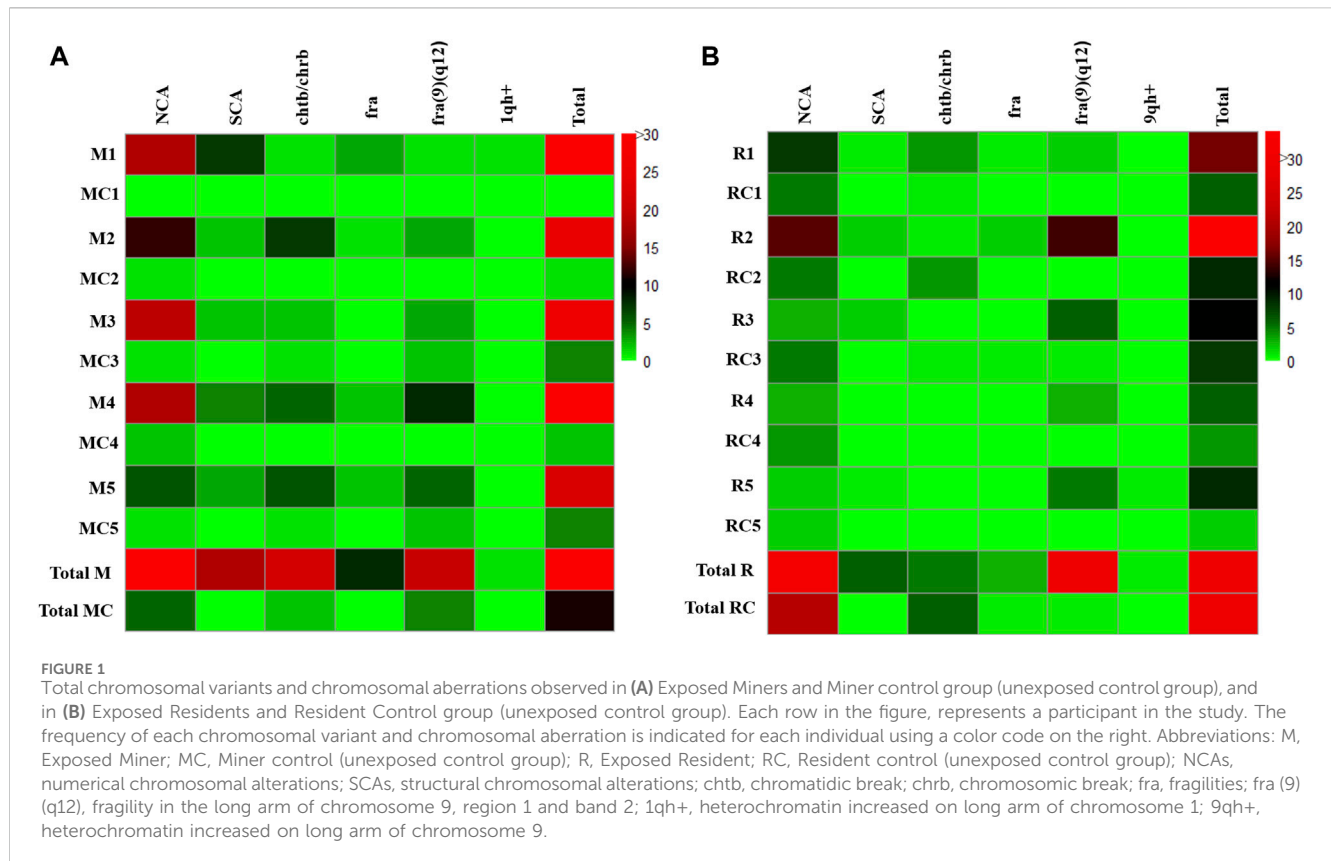 A
NCA
SCA
chtb/chrb
fra
fra(9)(q12)
1qh+
Total
M1
MC1
M2
MC2
M3
MC3
M4
MC4
M5
MC5
Total M
Total MC
>30
25
20
15
10
5
0
B
NCA
SCA
chtb/chrb
fra
fra(9)(q12)
9qh+
Total
R1
RC1
R2
RC2
R3
RC3
R4
RC4
R5
RC5
Total R
Total RC
>30
20
15
10
5
0
FIGURE 1
Total chromosomal variants and chromosomal aberrations observed in (A) Exposed Miners and Miner control group (unexposed control group), and
in (B) Exposed Residents and Resident Control group (unexposed control group). Each row in the figure, represents a participant in the study. The
frequency of each chromosomal variant and chromosomal aberration is indicated for each individual using a color code on the right. Abbreviations: M,
Exposed Miner; MC, Miner control (unexposed control group); R, Exposed Resident; RC, Resident control (unexposed control group); NCAs,
numerical chromosomal alterations; SCAs, structural chromosomal alterations; chtb, chromatidic break; chrb, chromosomic break; fra, fragilities; fra (9)
(q12), fragility in the long arm of chromosome 9, region 1 and band 2; 1qh+, heterochromatin increased on long arm of chromosome 1; 9qh+,
heterochromatin increased on long arm of chromosome 9.